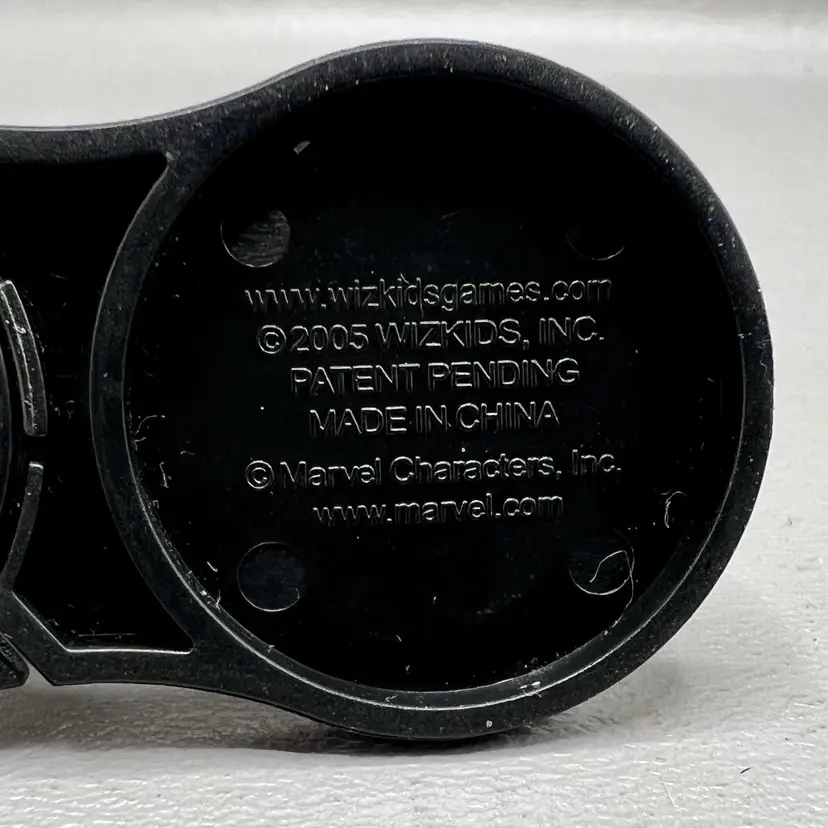 www.wizkidsgames.com
© 2005 WIZKIDS, INC.
PATENT PENDING
MADE IN CHINA
© Marvel Characters, Inc.
www.marvel.com